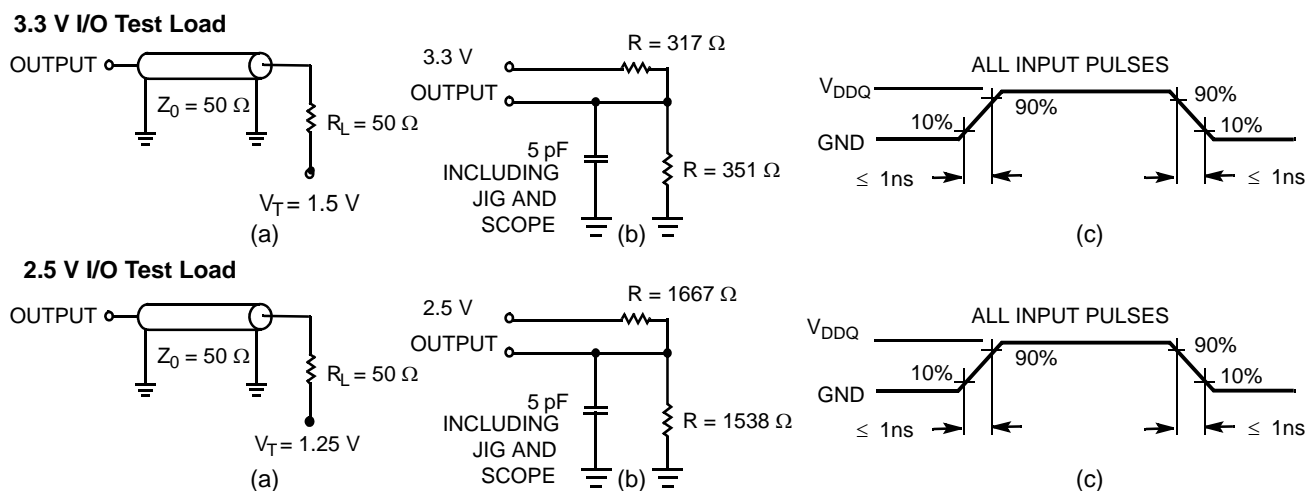 3.3 V I/O Test Load
OUTPUT
Z0 = 50 Ω
RL = 50 Ω
VT = 1.5 V
(a)
3.3 V
OUTPUT
R = 317 Ω
5 pF
INCLUDING
JIG AND
SCOPE
R = 351 Ω
(b)
ALL INPUT PULSES
VDDQ
GND
10%
90%
90%
10%
≤ 1ns
≤ 1ns
(c)
2.5 V I/O Test Load
OUTPUT
Z0 = 50 Ω
RL = 50 Ω
VT = 1.25 V
(a)
2.5 V
OUTPUT
R = 1667 Ω
5 pF
INCLUDING
JIG AND
SCOPE
R = 1538 Ω
(b)
ALL INPUT PULSES
VDDQ
GND
10%
90%
90%
10%
≤ 1ns
≤ 1ns
(c)